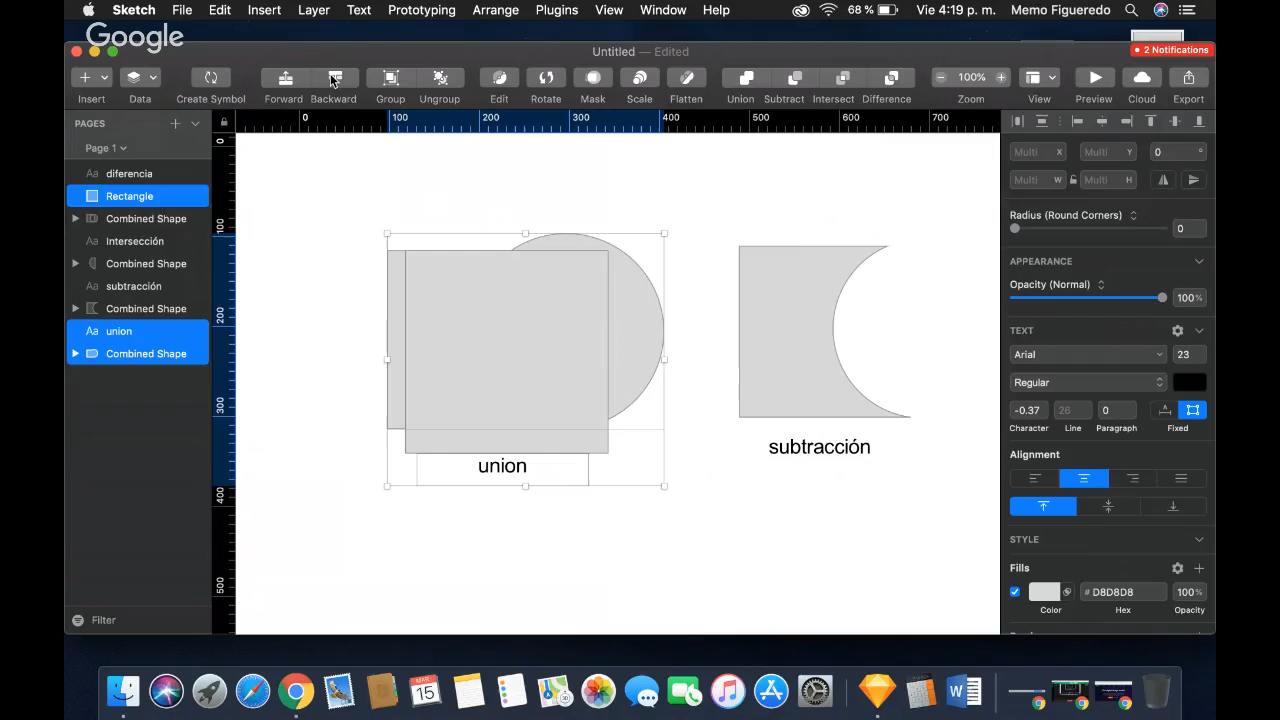 Sketch File Edit Insert Layer Text Prototyping Arrange Plugins View Window Help 68 % Vie 4:19 p. m. Memo Figueredo
Google
Untitled — Edited
2 Notifications
Insert Data Create Symbol Forward Backward Group Ungroup Edit Rotate Mask Scale Flatten Union Subtract Intersect Difference 100% Zoom View Preview Cloud Export
PAGES
Page 1
diferencia
Rectangle
Combined Shape
Intersección
Combined Shape
subtracción
Combined Shape
union
Combined Shape
Filter
0 100 200 300 400 500 600 700
0
100
200
300
400
500
union
subtracción
Multi X Multi Y 0 °
Multi W Multi H
Radius (Round Corners)
0
APPEARANCE
Opacity (Normal)
100%
TEXT
Arial 23
Regular
-0.37 26 0
Character Line Paragraph Fixed
Alignment
STYLE
Fills
# D8D8D8 100%
Color Hex Opacity
MAR
15